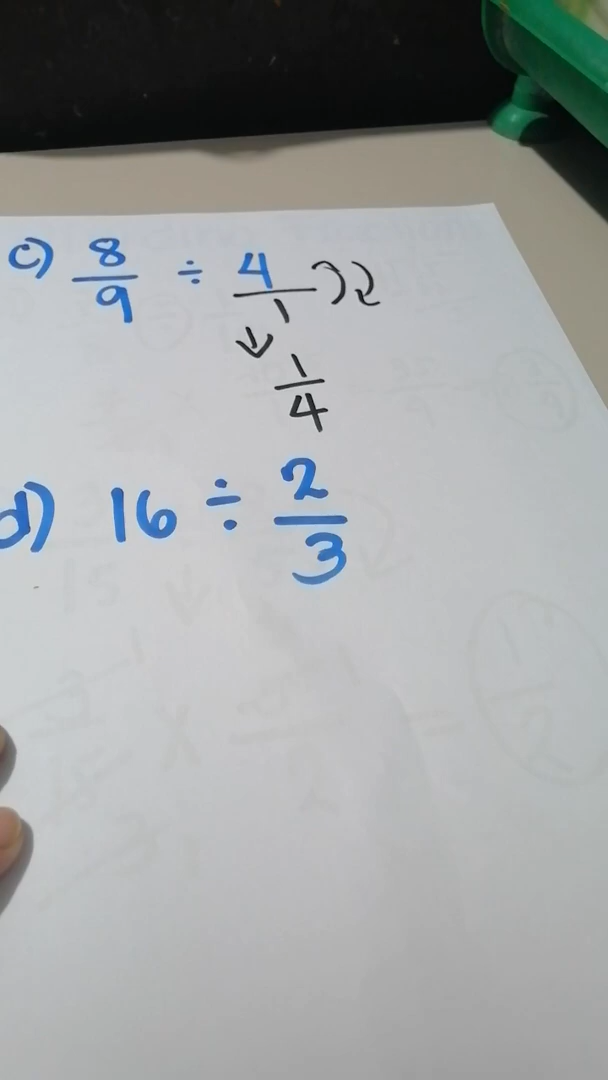 c) 8/9 ÷ 4/1
↓
1/4
d) 16 ÷ 2/3